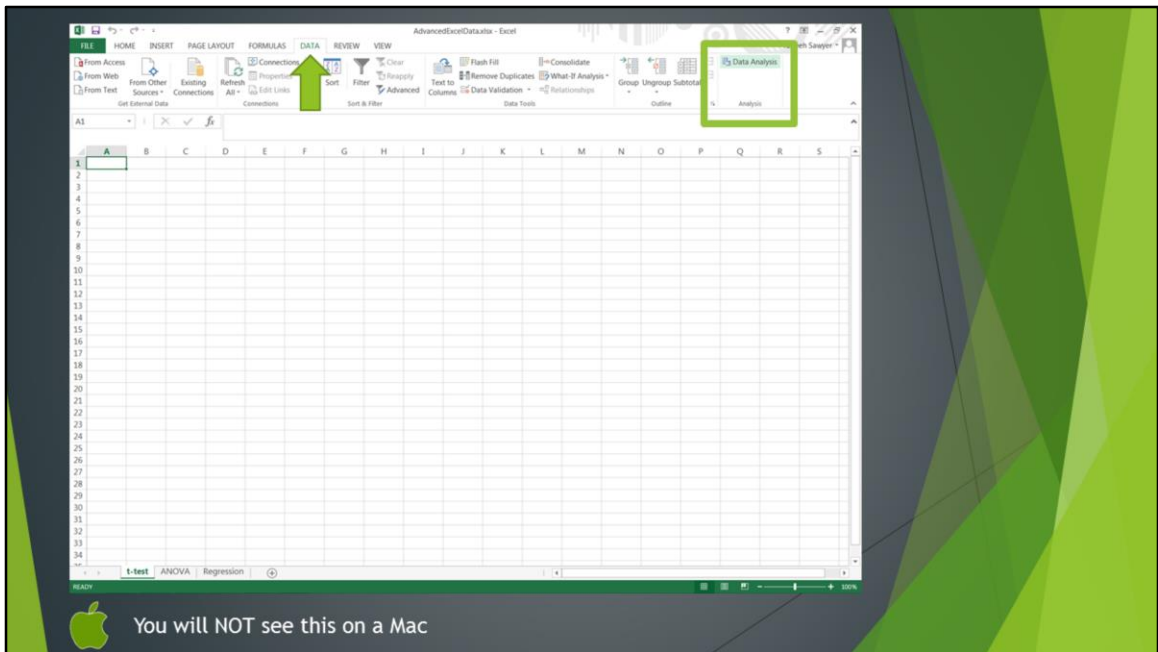 AdvancedExcelData.xlsx - Excel
FILE HOME INSERT PAGE LAYOUT FORMULAS DATA REVIEW VIEW
Sawyer
From Access
From Web
From Text
From Other
Sources
Existing
Connections
Get External Data
Refresh
All
Connections
Properties
Edit Links
Connections
Sort
Filter
Clear
Reapply
Advanced
Sort & Filter
Text to
Columns
Flash Fill
Remove Duplicates
Data Validation
Consolidate
What-If Analysis
Relationships
Data Tools
Group Ungroup Subtotal
Outline
Data Analysis
Analysis
A1 fx
A B C D E F G H I J K L M N O P Q R S
1
2
3
4
5
6
7
8
9
10
11
12
13
14
15
16
17
18
19
20
21
22
23
24
25
26
27
28
29
30
31
32
33
34
t-test ANOVA Regression
READY 100%
You will NOT see this on a Mac